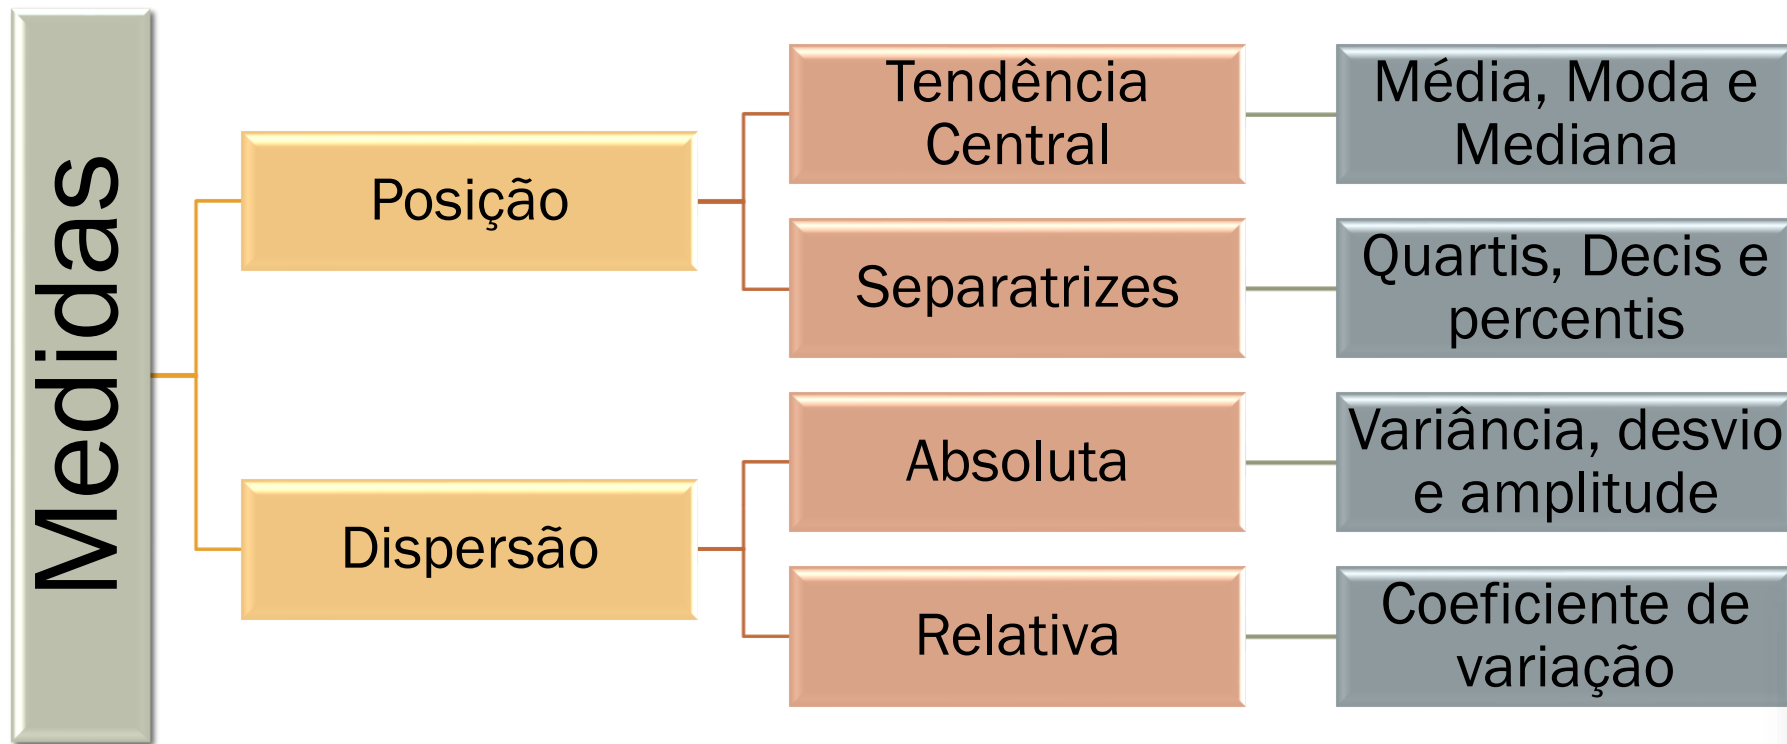 Medidas
Posição
Tendência
Central
Média, Moda e
Mediana
Separatrizes
Quartis, Decis e
percentis
Dispersão
Absoluta
Variância, desvio
e amplitude
Relativa
Coeficiente de
variação